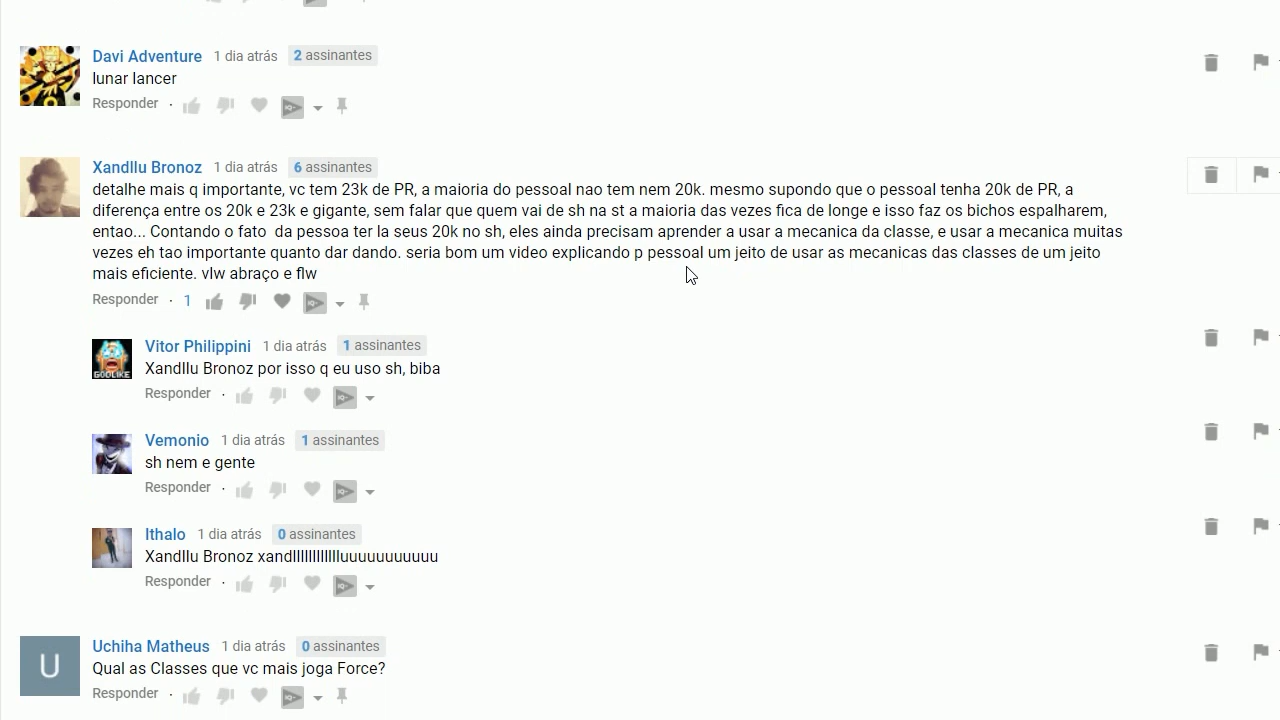 Davi Adventure 1 dia atrás 2 assinantes
lunar lancer
Responder ·
Xandllu Bronoz 1 dia atrás 6 assinantes
detalhe mais q importante, vc tem 23k de PR, a maioria do pessoal nao tem nem 20k. mesmo supondo que o pessoal tenha 20k de PR, a
diferença entre os 20k e 23k e gigante, sem falar que quem vai de sh na st a maioria das vezes fica de longe e isso faz os bichos espalharem,
entao... Contando o fato da pessoa ter la seus 20k no sh, eles ainda precisam aprender a usar a mecanica da classe, e usar a mecanica muitas
vezes eh tao importante quanto dar dando. seria bom um video explicando p pessoal um jeito de usar as mecanicas das classes de um jeito
mais eficiente. vlw abraço e flw
Responder · 1
GODLIKE
Vitor Philippini 1 dia atrás 1 assinantes
Xandllu Bronoz por isso q eu uso sh, biba
Responder ·
Vemonio 1 dia atrás 1 assinantes
sh nem e gente
Responder ·
Ithalo 1 dia atrás 0 assinantes
Responder ·
U
Uchiha Matheus 1 dia atrás 0 assinantes
Qual as Classes que vc mais joga Force?
Responder ·